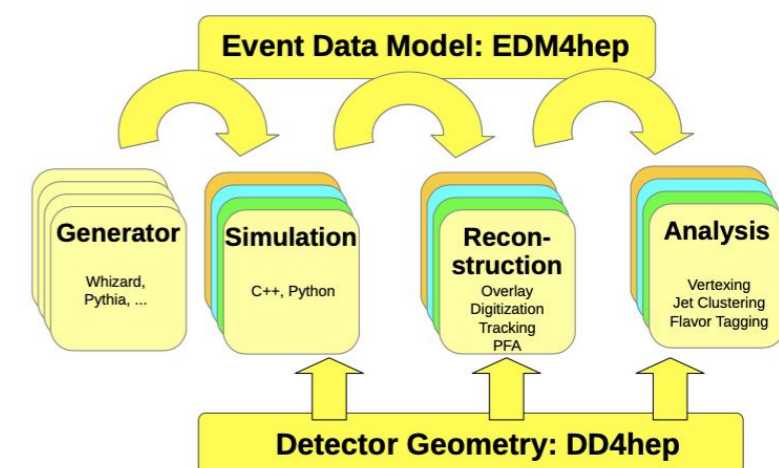 Event Data Model: EDM4hep
Generator
Whizard,
Pythia, ...
Simulation
C++, Python
Recon-
struction
Overlay
Digitization
Tracking
PFA
Analysis
Vertexing
Jet Clustering
Flavor Tagging
Detector Geometry: DD4hep